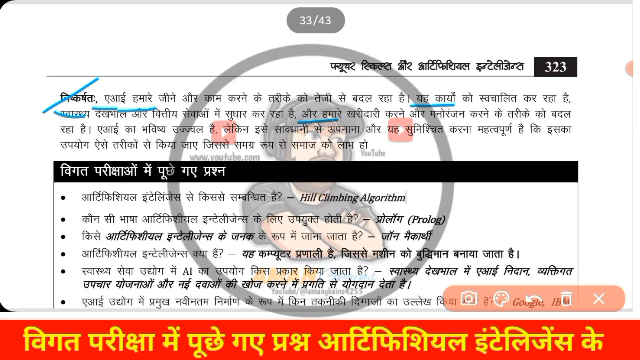 33/43
फ्यूचर स्किल्स और आर्टिफिशियल इन्टेलीजेन्स 323
निष्कर्षतः, एआई हमारे जीने और काम करने के तरीके को तेजी से बदल रहा है। यह कार्यों को स्वचालित कर रहा है,
स्वास्थ्य देखभाल और वित्तीय सेवाओं में सुधार कर रहा है, और हमारे खरीदारी करने और मनोरंजन करने के तरीके को बदल
रहा है। एआई का भविष्य उज्ज्वल है, लेकिन इसे सावधानी से अपनाना और यह सुनिश्चित करना महत्वपूर्ण है कि इसका
उपयोग ऐसे तरीकों से किया जाए जिससे समग्र रूप से समाज को लाभ हो।
www.youtube.com
YouTube
विगत परीक्षाओं में पूछे गए प्रश्न
• आर्टिफिशियल इंटेलिजेंस से किससे सम्बन्धित है? – Hill Climbing Algorithm
• कौन सी भाषा आर्टिफिशीयल इन्टेलीजेन्स के लिए उपयुक्त होती है? – प्रोलॉग (Prolog)
• किसे आर्टिफिशीयल इन्टेलीजेन्स के जनक के रूप में जाना जाता है? – जॉन मैकार्थी
• आर्टिफिशीयल इन्टेलीजेन्स क्या हैं? – यह कम्प्यूटर प्रणाली है, जिससे मशीन को बुद्धिमान बनाया जाता है।
• स्वास्थ्य सेवा उद्योग में AI का उपयोग किस प्रकार किया जाता है? – स्वास्थ्य देखभाल में एआई निदान, व्यक्तिगत
उपचार योजनाओं और नई दवाओं की खोज करने में प्रगति से योगदान देता है।
• एआई उद्योग में प्रमुख नवीनतम निर्माण के रूप में किन तकनीकी दिग्गजों का उल्लेख किया है? Google, IBM
विगत परीक्षा में पूछे गए प्रश्न आर्टिफिशियल इंटेलिजेंस के